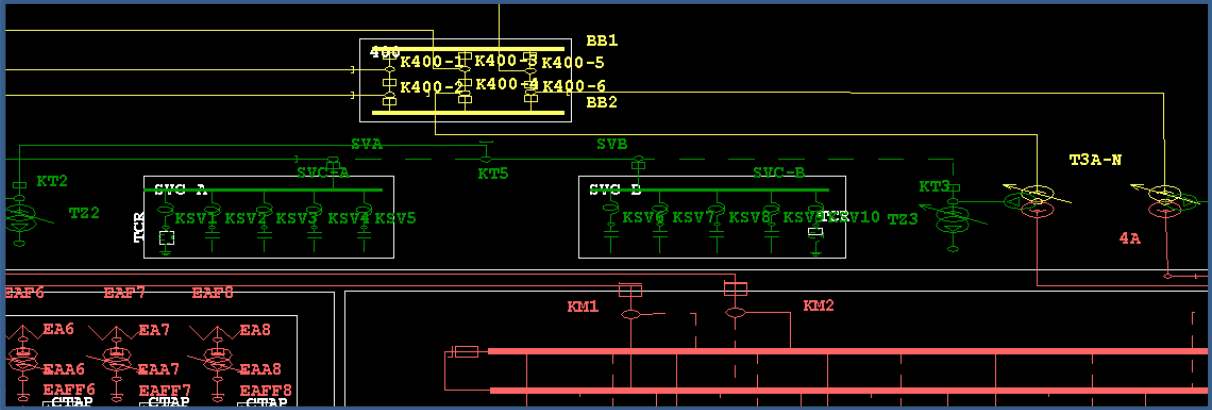 BB1
400
K400-1 K400-3 K400-5
K400-2 K400-4 K400-6
BB2
SVA SVB
T3A-N
KT2 SVC-A KT5 SVC-B KT3
SVC A SVC B
TZ2 TCR KSV1 KSV2 KSV3 KSV4 KSV5 KSV6 KSV7 KSV8 KSV9 TCR KSV10 TZ3
4A
EAF6 EAF7 EAF8
KM1 KM2
EA6 EA7 EA8
EAA6 EAA7 EAA8
EAFF6 EAFF7 EAFF8
CTAP CTAP CTAP